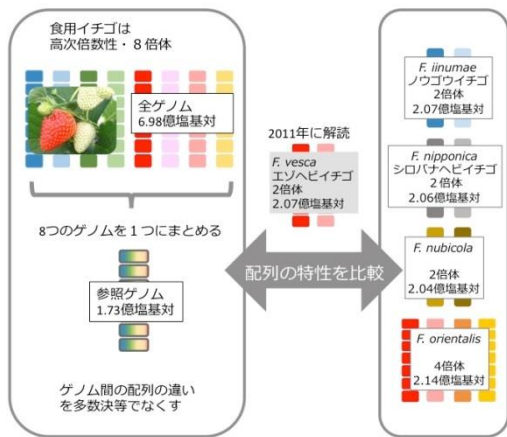 食用イチゴは
高次倍数性・８倍体
全ゲノム
6.98億塩基対
8つのゲノムを１つにまとめる
参照ゲノム
1.73億塩基対
ゲノム間の配列の違い
を多数決等でなくす
2011年に解読
F. vesca
エゾヘビイチゴ
2倍体
2.07億塩基対
配列の特性を比較
F. iinumae
ノウゴウイチゴ
2倍体
2.07億塩基対
F. nipponica
シロバナヘビイチゴ
２倍体
2.06億塩基対
F. nubicola
2倍体
2.04億塩基対
F. orientalis
4倍体
2.14億塩基対